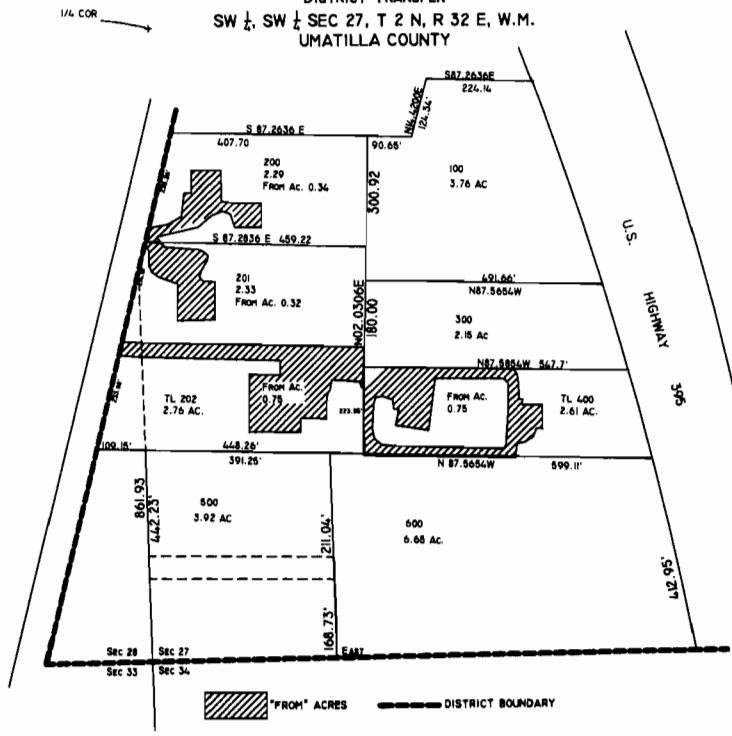 DISTRICT TRANSFER
1/4 COR
SW 1/4, SW 1/4 SEC 27, T 2 N, R 32 E, W.M.
UMATILLA COUNTY
S87.2636E
224.14
N14.4200E
124.34'
S 87.2636 E
407.70
90.65'
200
2.29
FROM AC. 0.34
300.92
100
3.76 AC
U.S.
HIGHWAY
395
S 87.2836 E 459.22
201
2.33
FROM AC. 0.32
N02.0306E
180.00
491.66'
N87.5654W
300
2.15 AC
N87.5854W 547.7'
TL 202
2.76 AC.
FROM AC.
0.75
223.95'
FROM AC.
0.75
TL 400
2.61 AC.
109.15'
448.26'
391.25'
N 87.5654W
599.11'
861.93
442.23'
500
3.92 AC
211.04'
600
6.68 AC.
412.95'
168.73'
EAST
SEC 28
SEC 27
SEC 33
SEC 34
"FROM" ACRES
DISTRICT BOUNDARY